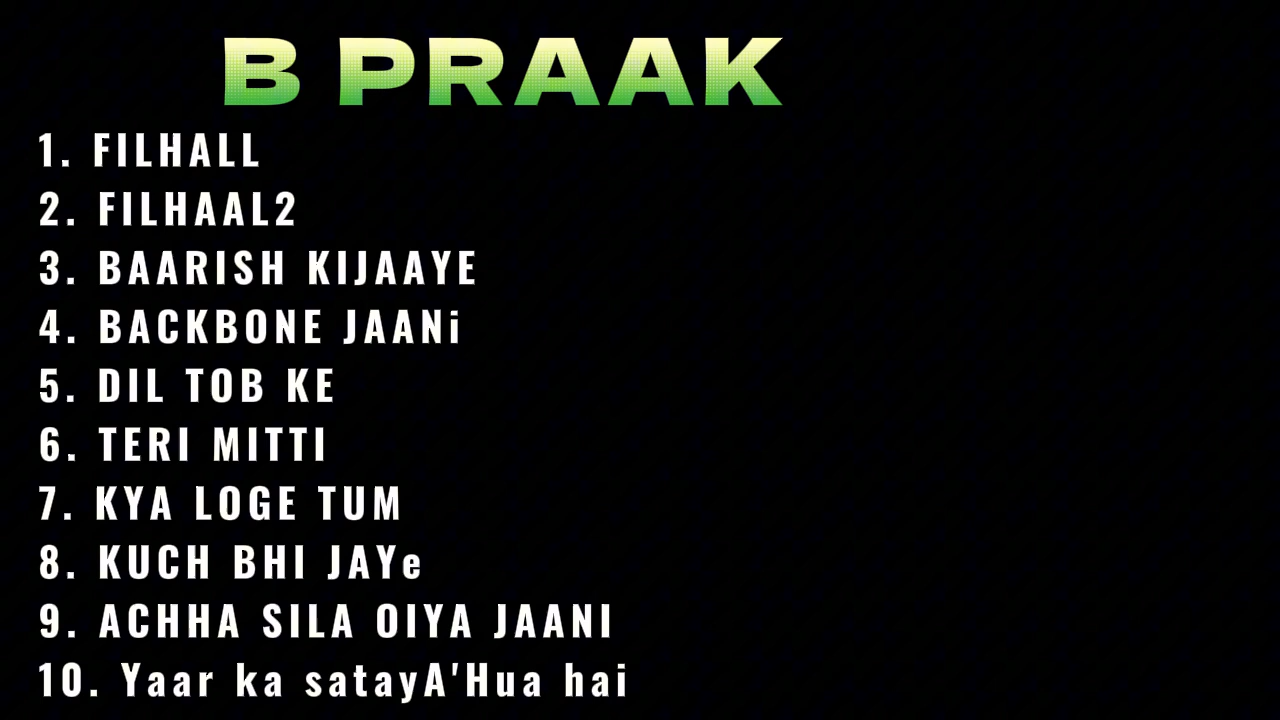 B PRAAK
1. FILHALL
2. FILHAAL2
3. BAARISH KIJAAYE
4. BACKBONE JAANi
5. DIL TOB KE
6. TERI MITTI
7. KYA LOGE TUM
8. KUCH BHI JAYe
9. ACHHA SILA OIYA JAANI
10. Yaar ka satayA'Hua hai